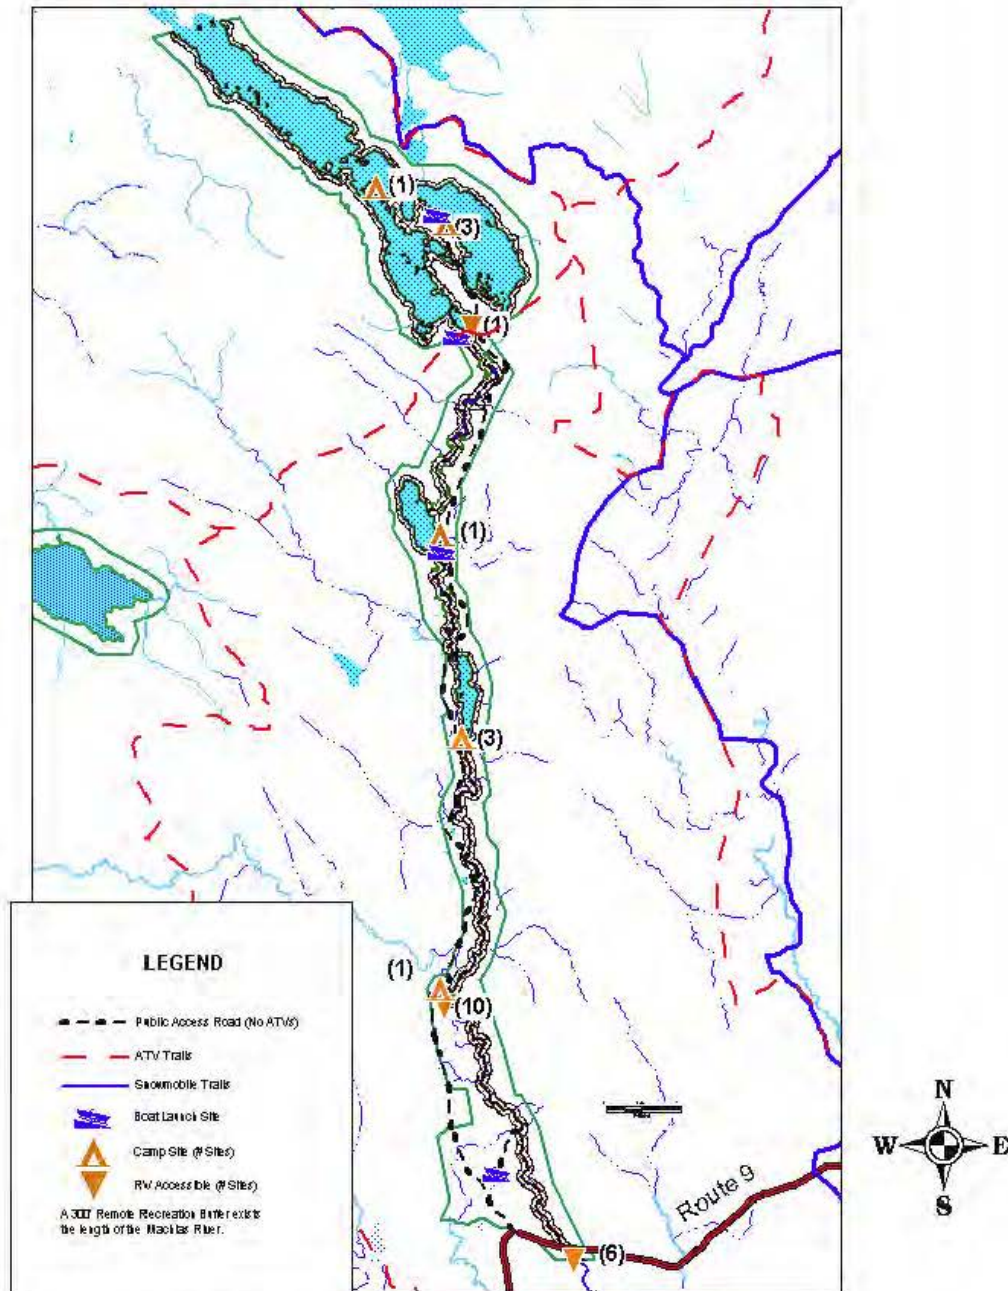 (1)
(3)
(1)
(1)
(3)
(1)
(10)
(6)
Route 9
N
W E
S
LEGEND
Public Access Road (No ATVs)
ATV Trails
Snowmobile Trails
Boat Launch Site
Camp Site (# Sites)
RV Accessible (# Sites)
A 300' Remote Recreation Buffer exists
the length of the Machias River.